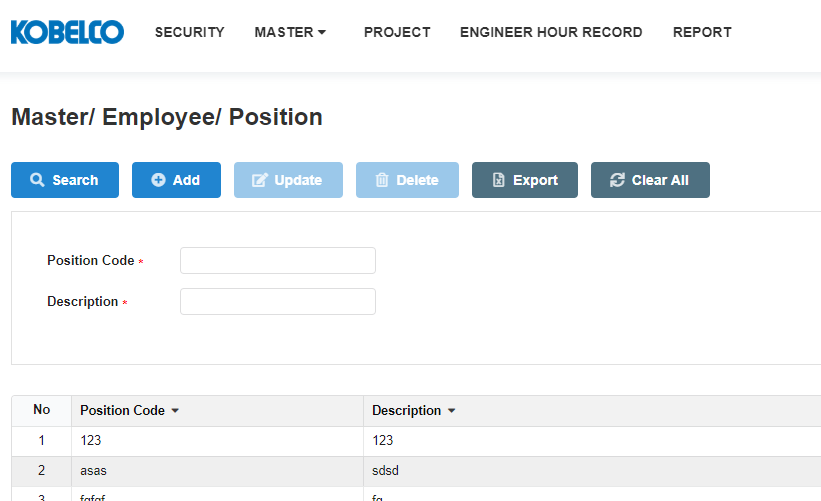 KOBELCO SECURITY MASTER PROJECT ENGINEER HOUR RECORD REPORT
Master/ Employee/ Position
Search Add Update Delete Export Clear All
Position Code *
Description *
No Position Code Description
1 123 123
2 asas sdsd
3